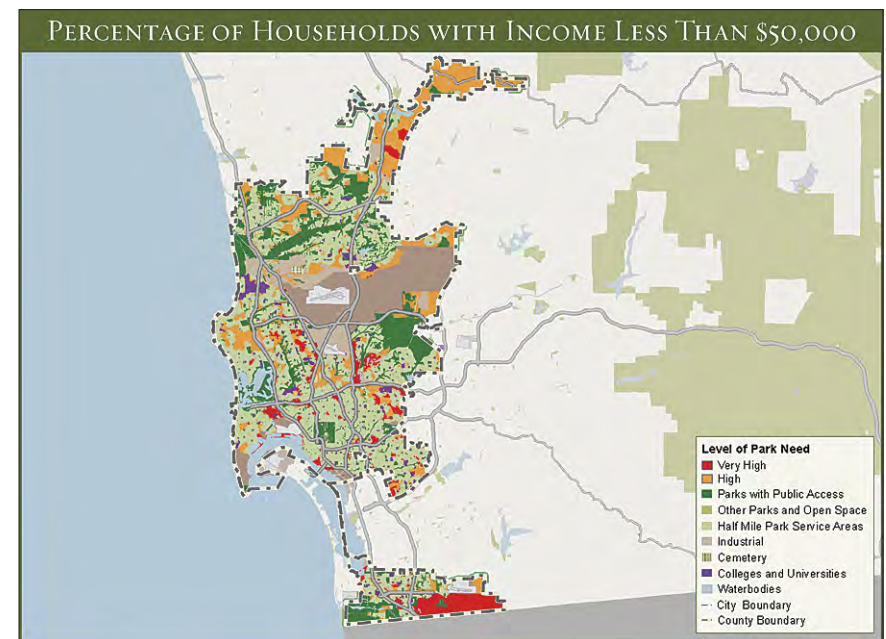 PERCENTAGE OF HOUSEHOLDS WITH INCOME LESS THAN $50,000
Level of Park Need
Very High
High
Parks with Public Access
Other Parks and Open Space
Half Mile Park Service Areas
Industrial
Cemetery
Colleges and Universities
Waterbodies
City Boundary
County Boundary